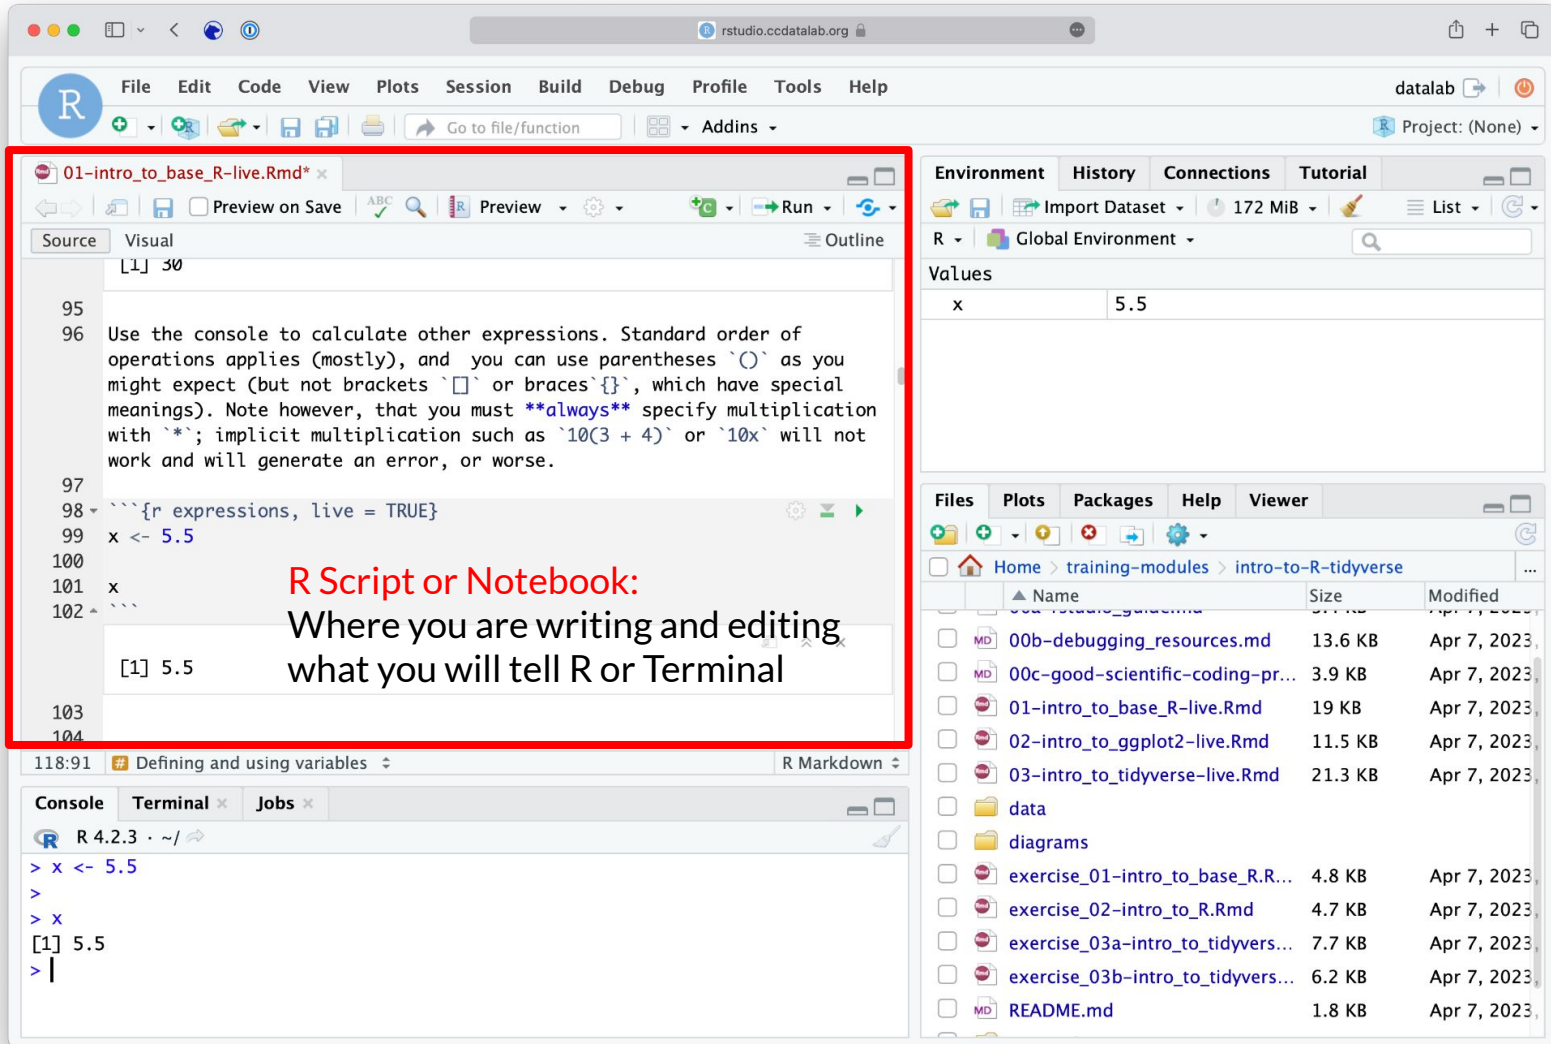 rstudio.ccdatalab.org
R
File Edit Code View Plots Session Build Debug Profile Tools Help
datalab
Go to file/function
Addins
Project: (None)
01-intro_to_base_R-live.Rmd*
Preview on Save
ABC
Preview
Run
Source Visual
Outline
[1] 30
95
96 Use the console to calculate other expressions. Standard order of
operations applies (mostly), and  you can use parentheses `()` as you
might expect (but not brackets `[]` or braces`{}`, which have special
meanings). Note however, that you must **always** specify multiplication
with `*`; implicit multiplication such as `10(3 + 4)` or `10x` will not
work and will generate an error, or worse.
97
98 ```{r expressions, live = TRUE}
99 x <- 5.5
100
101 x
102 ```
R Script or Notebook:
Where you are writing and editing
what you will tell R or Terminal
[1] 5.5
103
104
118:91 # Defining and using variables
R Markdown
Console Terminal Jobs
R 4.2.3 · ~/
> x <- 5.5
>
> x
[1] 5.5
>
Environment History Connections Tutorial
Import Dataset 172 MiB List
R Global Environment
Values
x 5.5
Files Plots Packages Help Viewer
Home > training-modules > intro-to-R-tidyverse ...
Name Size Modified
MD 00b-debugging_resources.md 13.6 KB Apr 7, 2023,
MD 00c-good-scientific-coding-pr... 3.9 KB Apr 7, 2023,
Rmd 01-intro_to_base_R-live.Rmd 19 KB Apr 7, 2023,
Rmd 02-intro_to_ggplot2-live.Rmd 11.5 KB Apr 7, 2023,
Rmd 03-intro_to_tidyverse-live.Rmd 21.3 KB Apr 7, 2023,
data
diagrams
Rmd exercise_01-intro_to_base_R.R... 4.8 KB Apr 7, 2023,
Rmd exercise_02-intro_to_R.Rmd 4.7 KB Apr 7, 2023,
Rmd exercise_03a-intro_to_tidyvers... 7.7 KB Apr 7, 2023,
Rmd exercise_03b-intro_to_tidyvers... 6.2 KB Apr 7, 2023,
MD README.md 1.8 KB Apr 7, 2023,